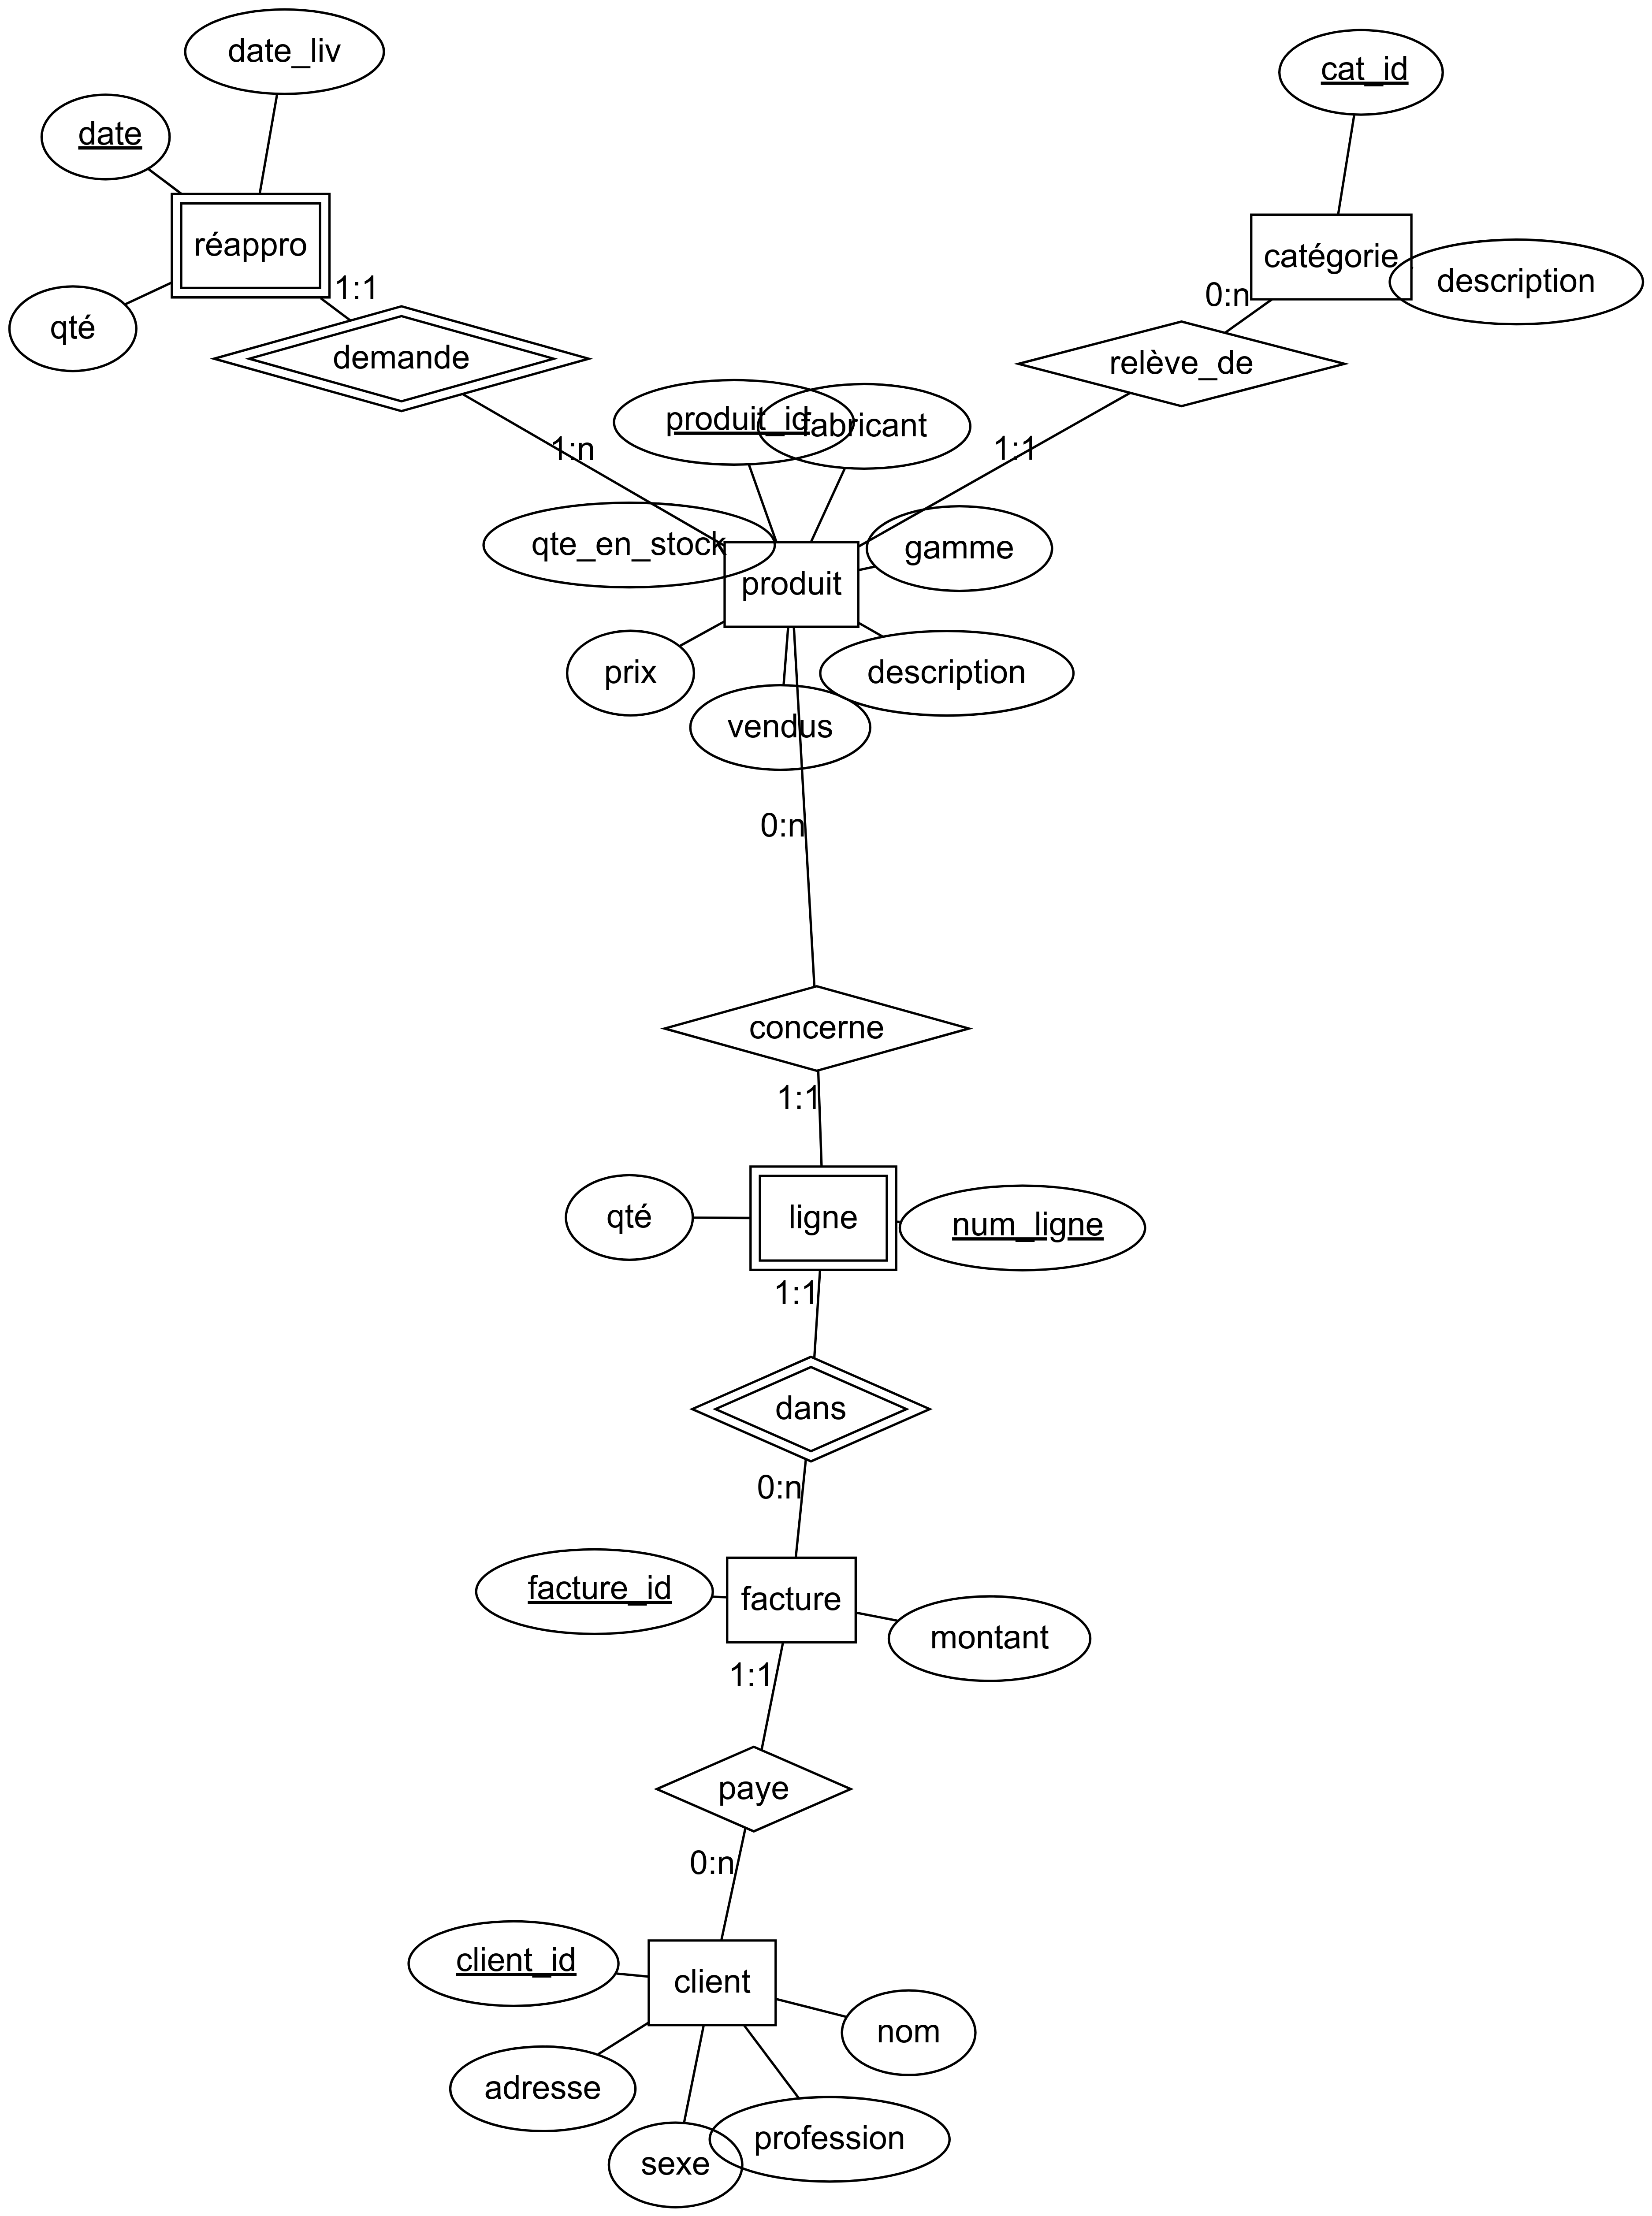 date_liv
cat_id
date
réappro
catégorie
description
1:1
0:n
qté
demande
relève_de
produit_id
fabricant
1:n
1:1
qte_en_stock
gamme
produit
prix
description
vendus
0:n
concerne
1:1
qté
ligne
num_ligne
1:1
dans
0:n
facture_id
facture
montant
1:1
paye
0:n
client_id
client
nom
adresse
profession
sexe